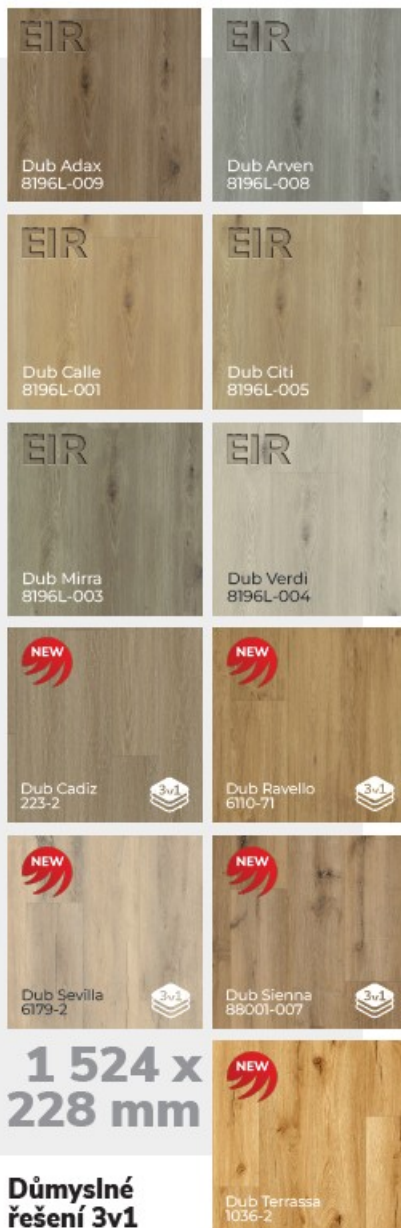 EIR
Dub Adax
8196L-009
EIR
Dub Arven
8196L-008
EIR
Dub Calle
8196L-001
EIR
Dub Citi
8196L-005
EIR
Dub Mirra
8196L-003
EIR
Dub Verdi
8196L-004
NEW
Dub Cadiz
223-2
3v1
NEW
Dub Ravello
6110-71
3v1
NEW
Dub Sevilla
6179-2
3v1
NEW
Dub Sienna
88001-007
3v1
1 524 x
228 mm
NEW
Dub Terrassa
1036-2
Důmyslné
řešení 3v1